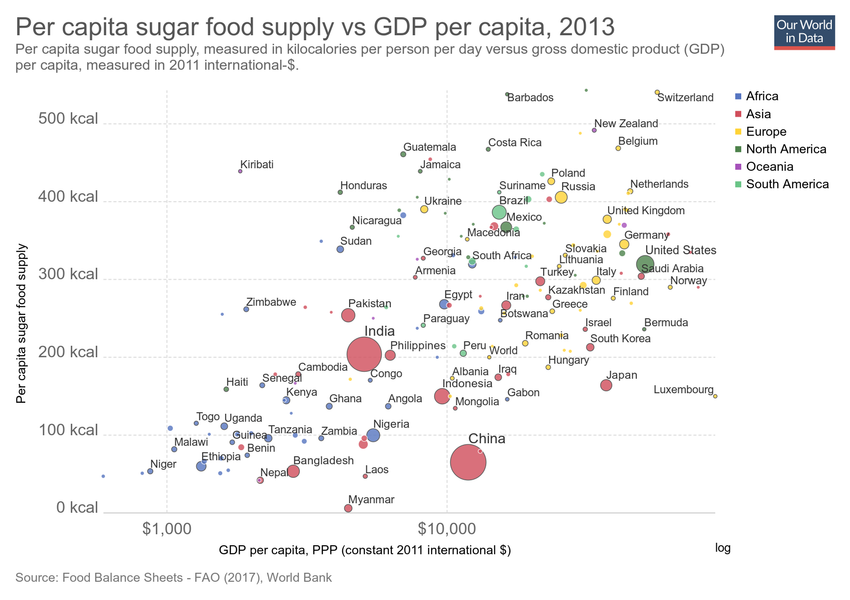 Per capita sugar food supply vs GDP per capita, 2013
Our World
in Data
Per capita sugar food supply, measured in kilocalories per person per day versus gross domestic product (GDP)
per capita, measured in 2011 international-$.
Barbados
Switzerland
Africa
500 kcal
New Zealand
Asia
Costa Rica
Belgium
Europe
Guatemala
North America
Kiribati
Jamaica
Oceania
Poland
South America
Honduras
Suriname
Russia
Netherlands
400 kcal
Ukraine
Brazil
Nicaragua
Mexico
United Kingdom
Macedonia
Sudan
Germany
Georgia
South Africa
Slovakia
United States
Lithuania
Armenia
Turkey
Italy
Saudi Arabia
300 kcal
Norway
Zimbabwe
Pakistan
Egypt
Iran
Kazakhstan
Finland
Greece
Paraguay
Botswana
India
Israel
Bermuda
Romania
South Korea
Philippines
Peru
World
200 kcal
Hungary
Cambodia
Albania
Iraq
Senegal
Congo
Haiti
Indonesia
Japan
Kenya
Gabon
Luxembourg
Ghana
Angola
Mongolia
Togo
Uganda
Tanzania
Zambia
Nigeria
100 kcal
Guinea
Malawi
Benin
China
Ethiopia
Niger
Nepal
Bangladesh
Laos
Myanmar
0 kcal
$1,000
$10,000
GDP per capita, PPP (constant 2011 international $)
log
Per capita sugar food supply
Source: Food Balance Sheets - FAO (2017), World Bank